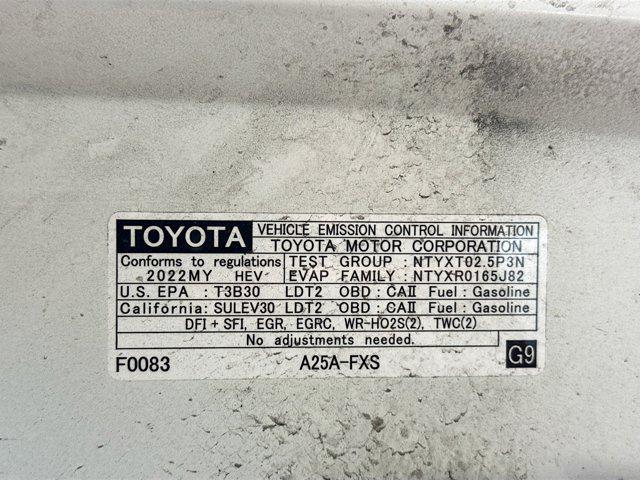 TOYOTA VEHICLE EMISSION CONTROL INFORMATION
TOYOTA MOTOR CORPORATION
Conforms to regulations TEST GROUP : NTYXT02.5P3N
2022MY HEV EVAP FAMILY : NTYXR0165J82
U.S. EPA : T3B30 LDT2 OBD : CAII Fuel : Gasoline
California: SULEV30 LDT2 OBD : CAII Fuel : Gasoline
DFI + SFI, EGR, EGRC, WR-HO2S(2), TWC(2)
No adjustments needed.
F0083 A25A-FXS G9